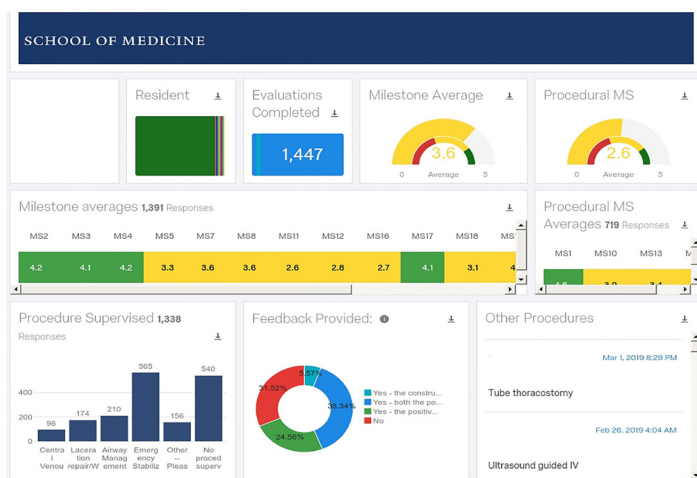 SCHOOL OF MEDICINE
Resident
Evaluations
Completed
1,447
Milestone Average
3.6
0 Average 5
Procedural MS
2.6
0 Average 5
Milestone averages 1,391 Responses
MS2 MS3 MS4 MS5 MS7 MS8 MS11 MS12 MS16 MS17 MS18 MS
4.2 4.1 4.2 3.3 3.6 3.6 2.6 2.8 2.7 4.1 3.1 4
Procedural MS
Averages 719 Responses
MS1 MS10 MS13
Procedure Supervised 1,338
Responses
400
200
0
96 174 210 565 156 540
Centra
l
Venou
Lacera
tion
repair/W
Airway
Manag
ement
Emerg
ency
Stabiliz
Other
--
Pleas
No
proced
superv
Feedback Provided:
5.57%
38.34%
24.56%
31.52%
Yes - the constru...
Yes - both the po...
Yes - the positiv...
No
Other Procedures
Mar 1, 2019 8:29 PM
Tube thoracostomy
Feb 26, 2019 4:04 AM
Ultrasound guided IV